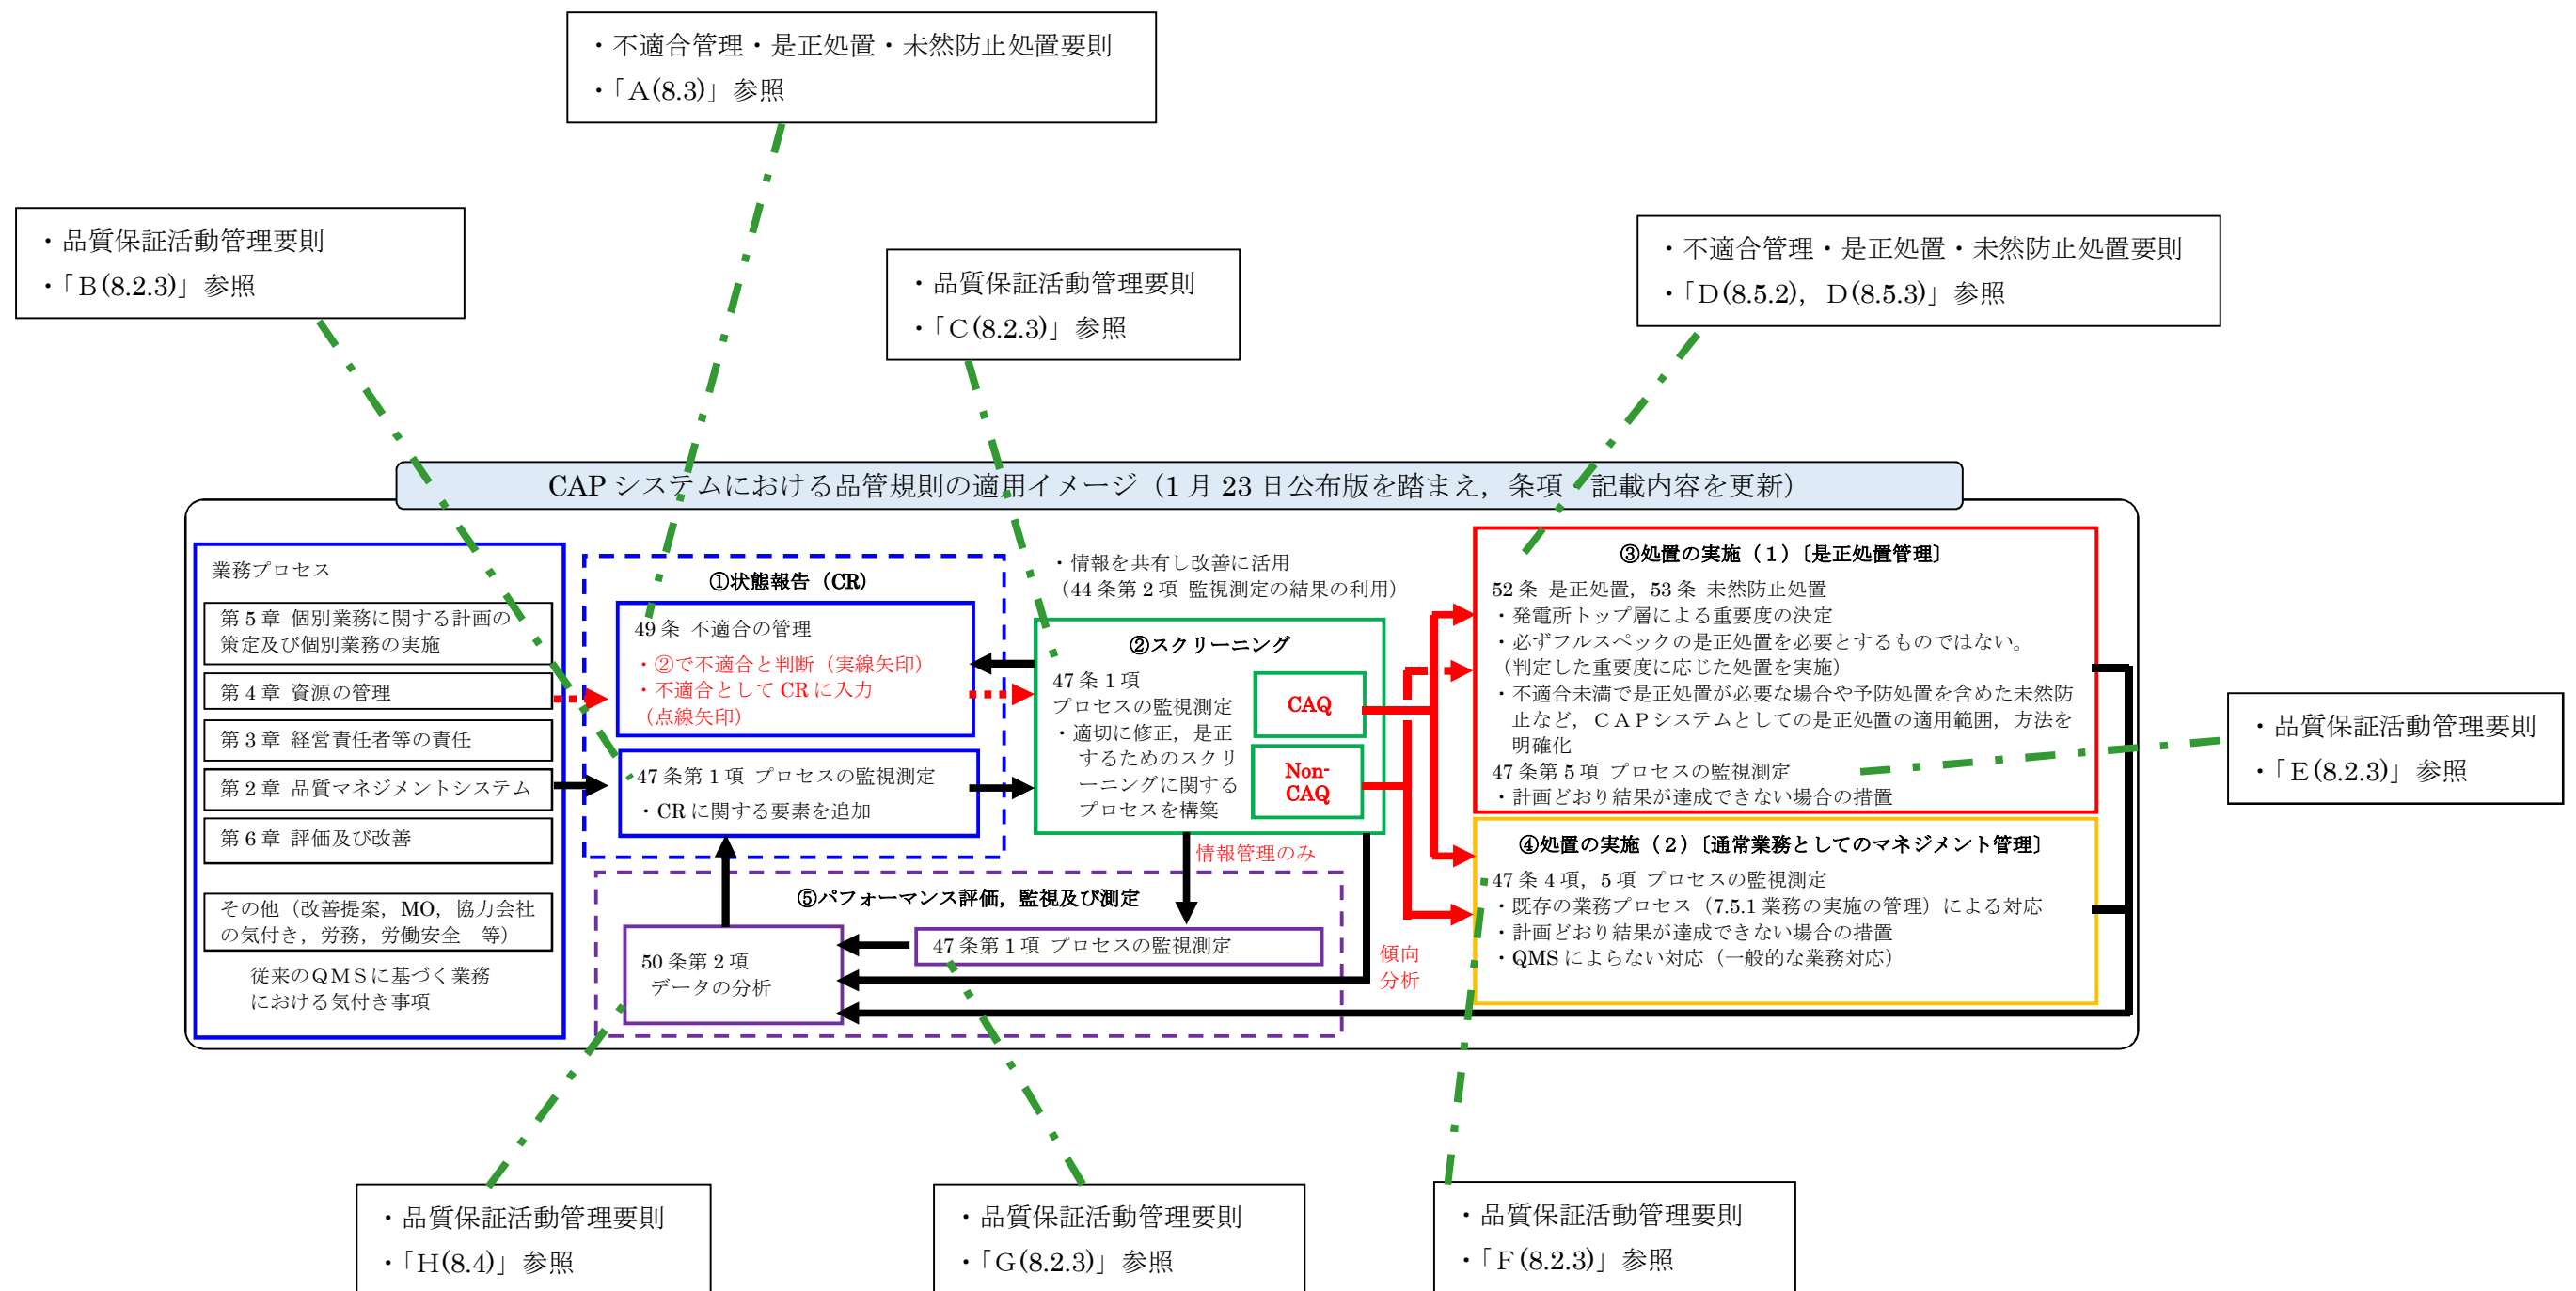 ・不適合管理・是正処置・未然防止処置要則
・「A(8.3)」参照
・品質保証活動管理要則
・「B(8.2.3)」参照
・品質保証活動管理要則
・「C(8.2.3)」参照
・不適合管理・是正処置・未然防止処置要則
・「D(8.5.2),D(8.5.3)」参照
CAPシステムにおける品管規則の適用イメージ（1月23日公布版を踏まえ，条項・記載内容を更新）
業務プロセス
第5章 個別業務に関する計画の
策定及び個別業務の実施
第4章 資源の管理
第3章 経営責任者等の責任
第2章 品質マネジメントシステム
第6章 評価及び改善
その他（改善提案，MO，協力会社
の気付き，労務，労働安全　等）
従来のＱＭＳに基づく業務
における気付き事項
①状態報告（CR）
49条 不適合の管理
・②で不適合と判断（実線矢印）
・不適合としてCRに入力
（点線矢印）
47条第1項 プロセスの監視測定
・CRに関する要素を追加
・情報を共有し改善に活用
（44条第2項 監視測定の結果の利用）
②スクリーニング
47条1項
プロセスの監視測定
・適切に修正，是正
するためのスクリ
ーニングに関する
プロセスを構築
CAQ
Non-
CAQ
情報管理のみ
傾向
分析
③処置の実施（１）〔是正処置管理〕
52条 是正処置，53条 未然防止処置
・発電所トップ層による重要度の決定
・必ずフルスペックの是正処置を必要とするものではない。
（判定した重要度に応じた処置を実施）
・不適合未満で是正処置が必要な場合や予防処置を含めた未然防
止など，ＣＡＰシステムとしての是正処置の適用範囲，方法を
明確化
47条第5項 プロセスの監視測定
・計画どおり結果が達成できない場合の措置
・品質保証活動管理要則
・「E(8.2.3)」参照
④処置の実施（２）〔通常業務としてのマネジメント管理〕
47条4項，5項 プロセスの監視測定
・既存の業務プロセス（7.5.1業務の実施の管理）による対応
・計画どおり結果が達成できない場合の措置
・QMSによらない対応（一般的な業務対応）
⑤パフォーマンス評価，監視及び測定
47条第1項 プロセスの監視測定
50条第2項
データの分析
・品質保証活動管理要則
・「H(8.4)」参照
・品質保証活動管理要則
・「G(8.2.3)」参照
・品質保証活動管理要則
・「F(8.2.3)」参照